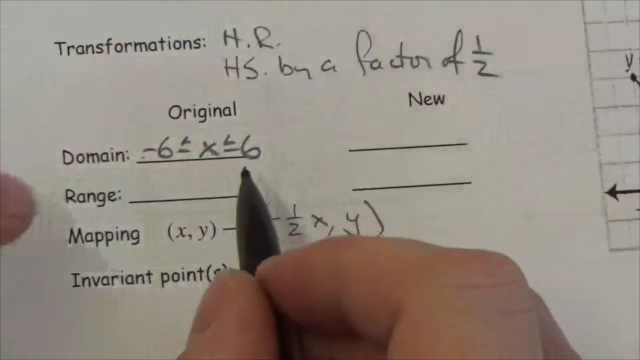 Transformations: H.R.
HS. by a factor of 1/2
Original New
Domain: -6 ≤ x ≤ 6
Range:
Mapping (x, y) - 1/2 x, y)
Invariant point(s)
y